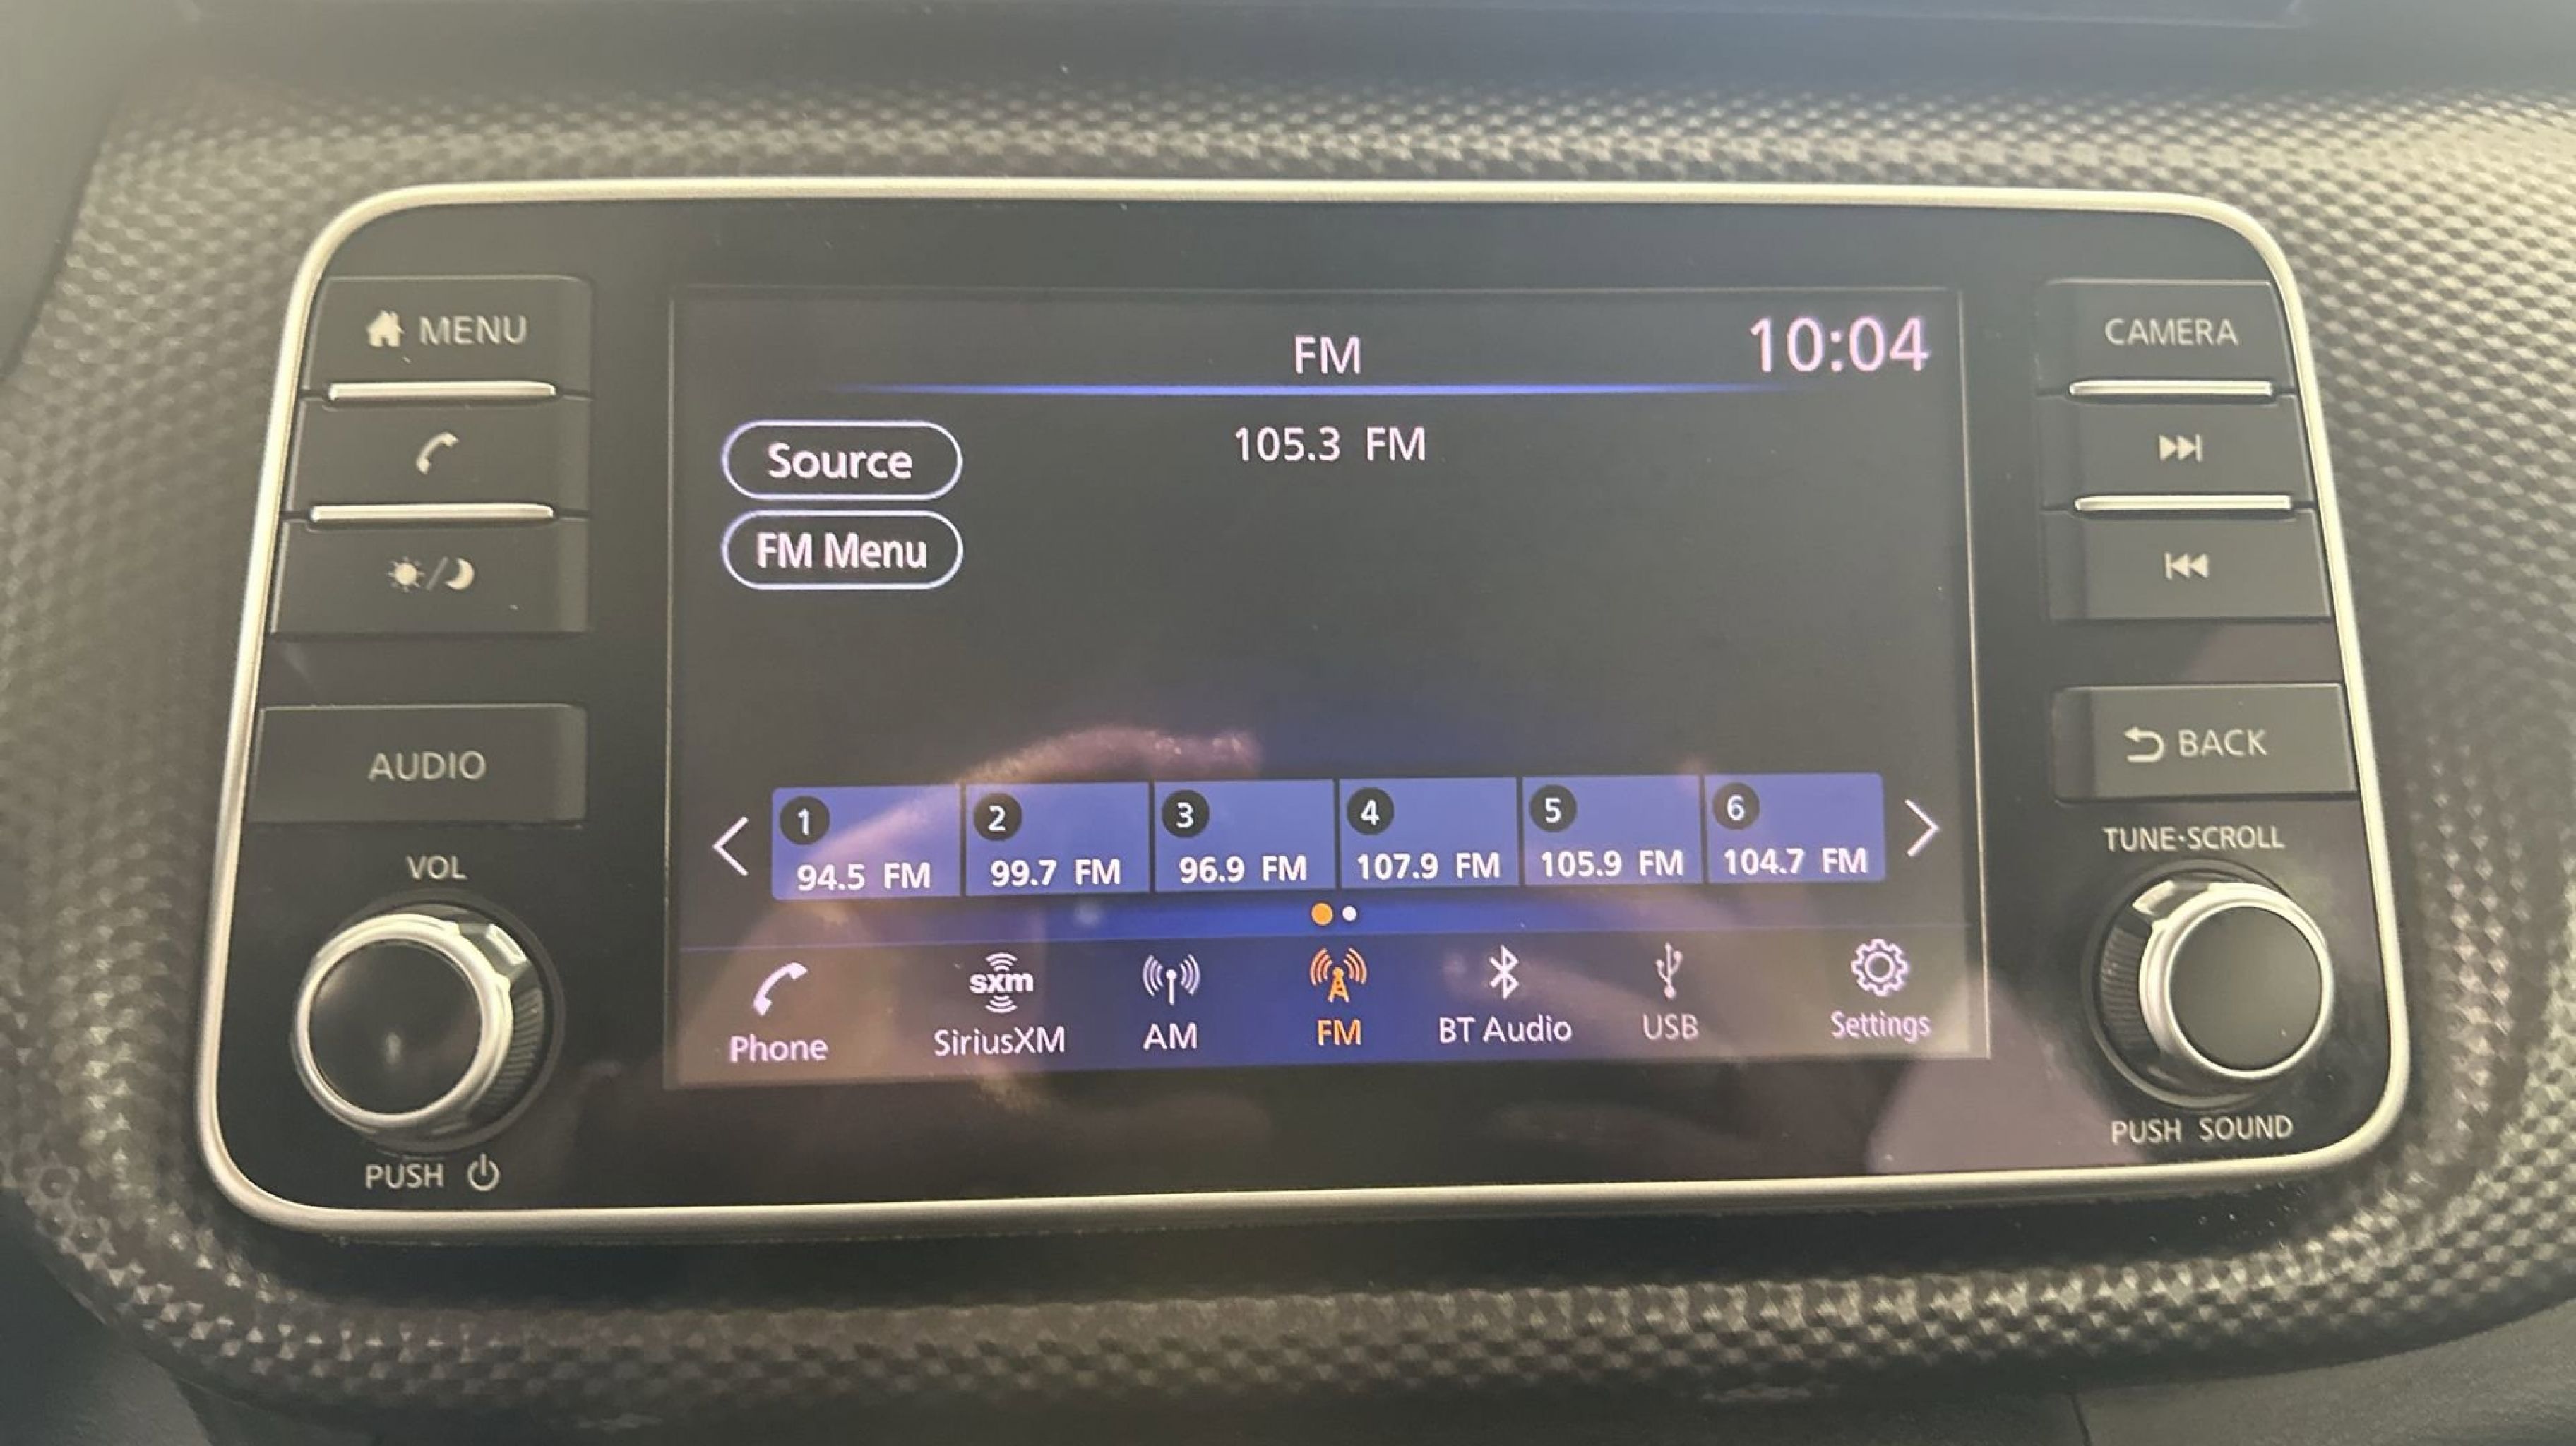 MENU
CAMERA
FM
10:04
Source
105.3 FM
FM Menu
AUDIO
BACK
1
2
3
4
5
6
94.5 FM
99.7 FM
96.9 FM
107.9 FM
105.9 FM
104.7 FM
VOL
TUNE·SCROLL
sxm
Phone
SiriusXM
AM
FM
BT Audio
USB
Settings
PUSH
PUSH SOUND